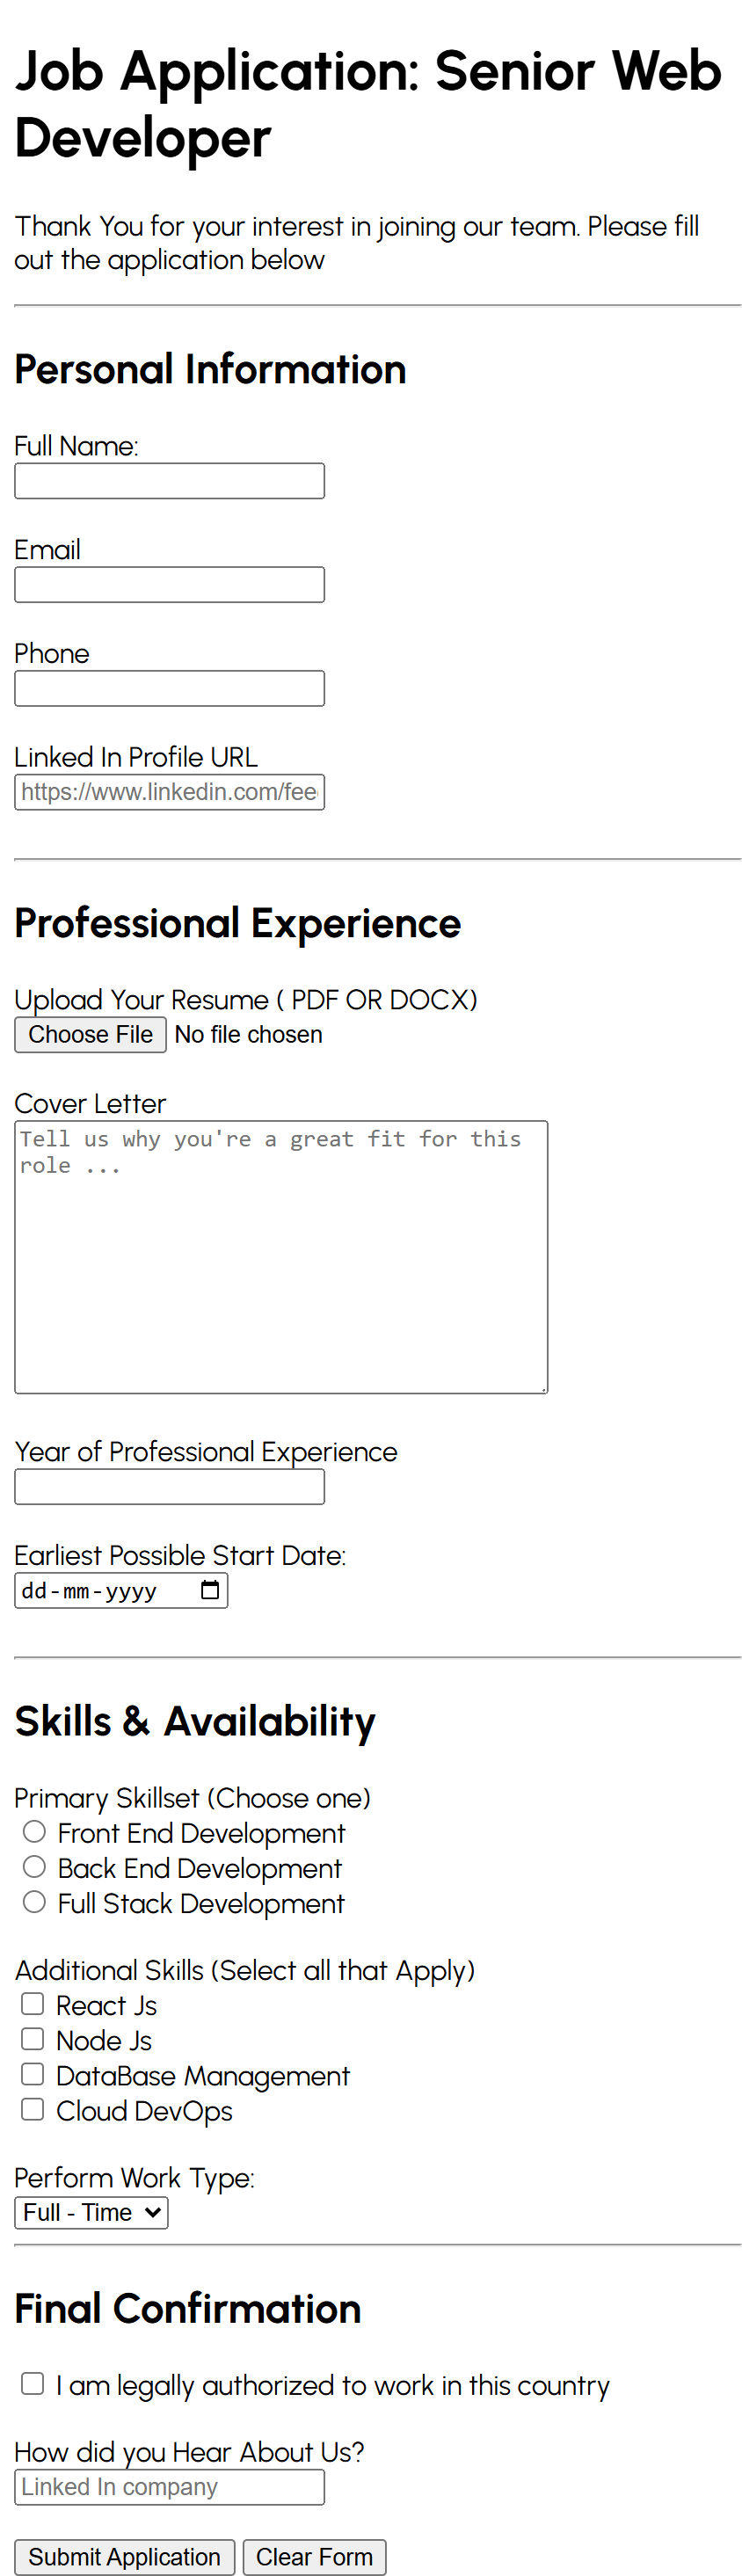 Job Application: Senior Web
Developer
Thank You for your interest in joining our team. Please fill
out the application below
Personal Information
Full Name:
Email
Phone
Linked In Profile URL
https://www.linkedin.com/fee
Professional Experience
Upload Your Resume ( PDF OR DOCX)
Choose File No file chosen
Cover Letter
Tell us why you're a great fit for this
role ...
Year of Professional Experience
Earliest Possible Start Date:
dd-mm-yyyy
Skills & Availability
Primary Skillset (Choose one)
Front End Development
Back End Development
Full Stack Development
Additional Skills (Select all that Apply)
React Js
Node Js
DataBase Management
Cloud DevOps
Perform Work Type:
Full - Time
Final Confirmation
I am legally authorized to work in this country
How did you Hear About Us?
Linked In company
Submit Application Clear Form